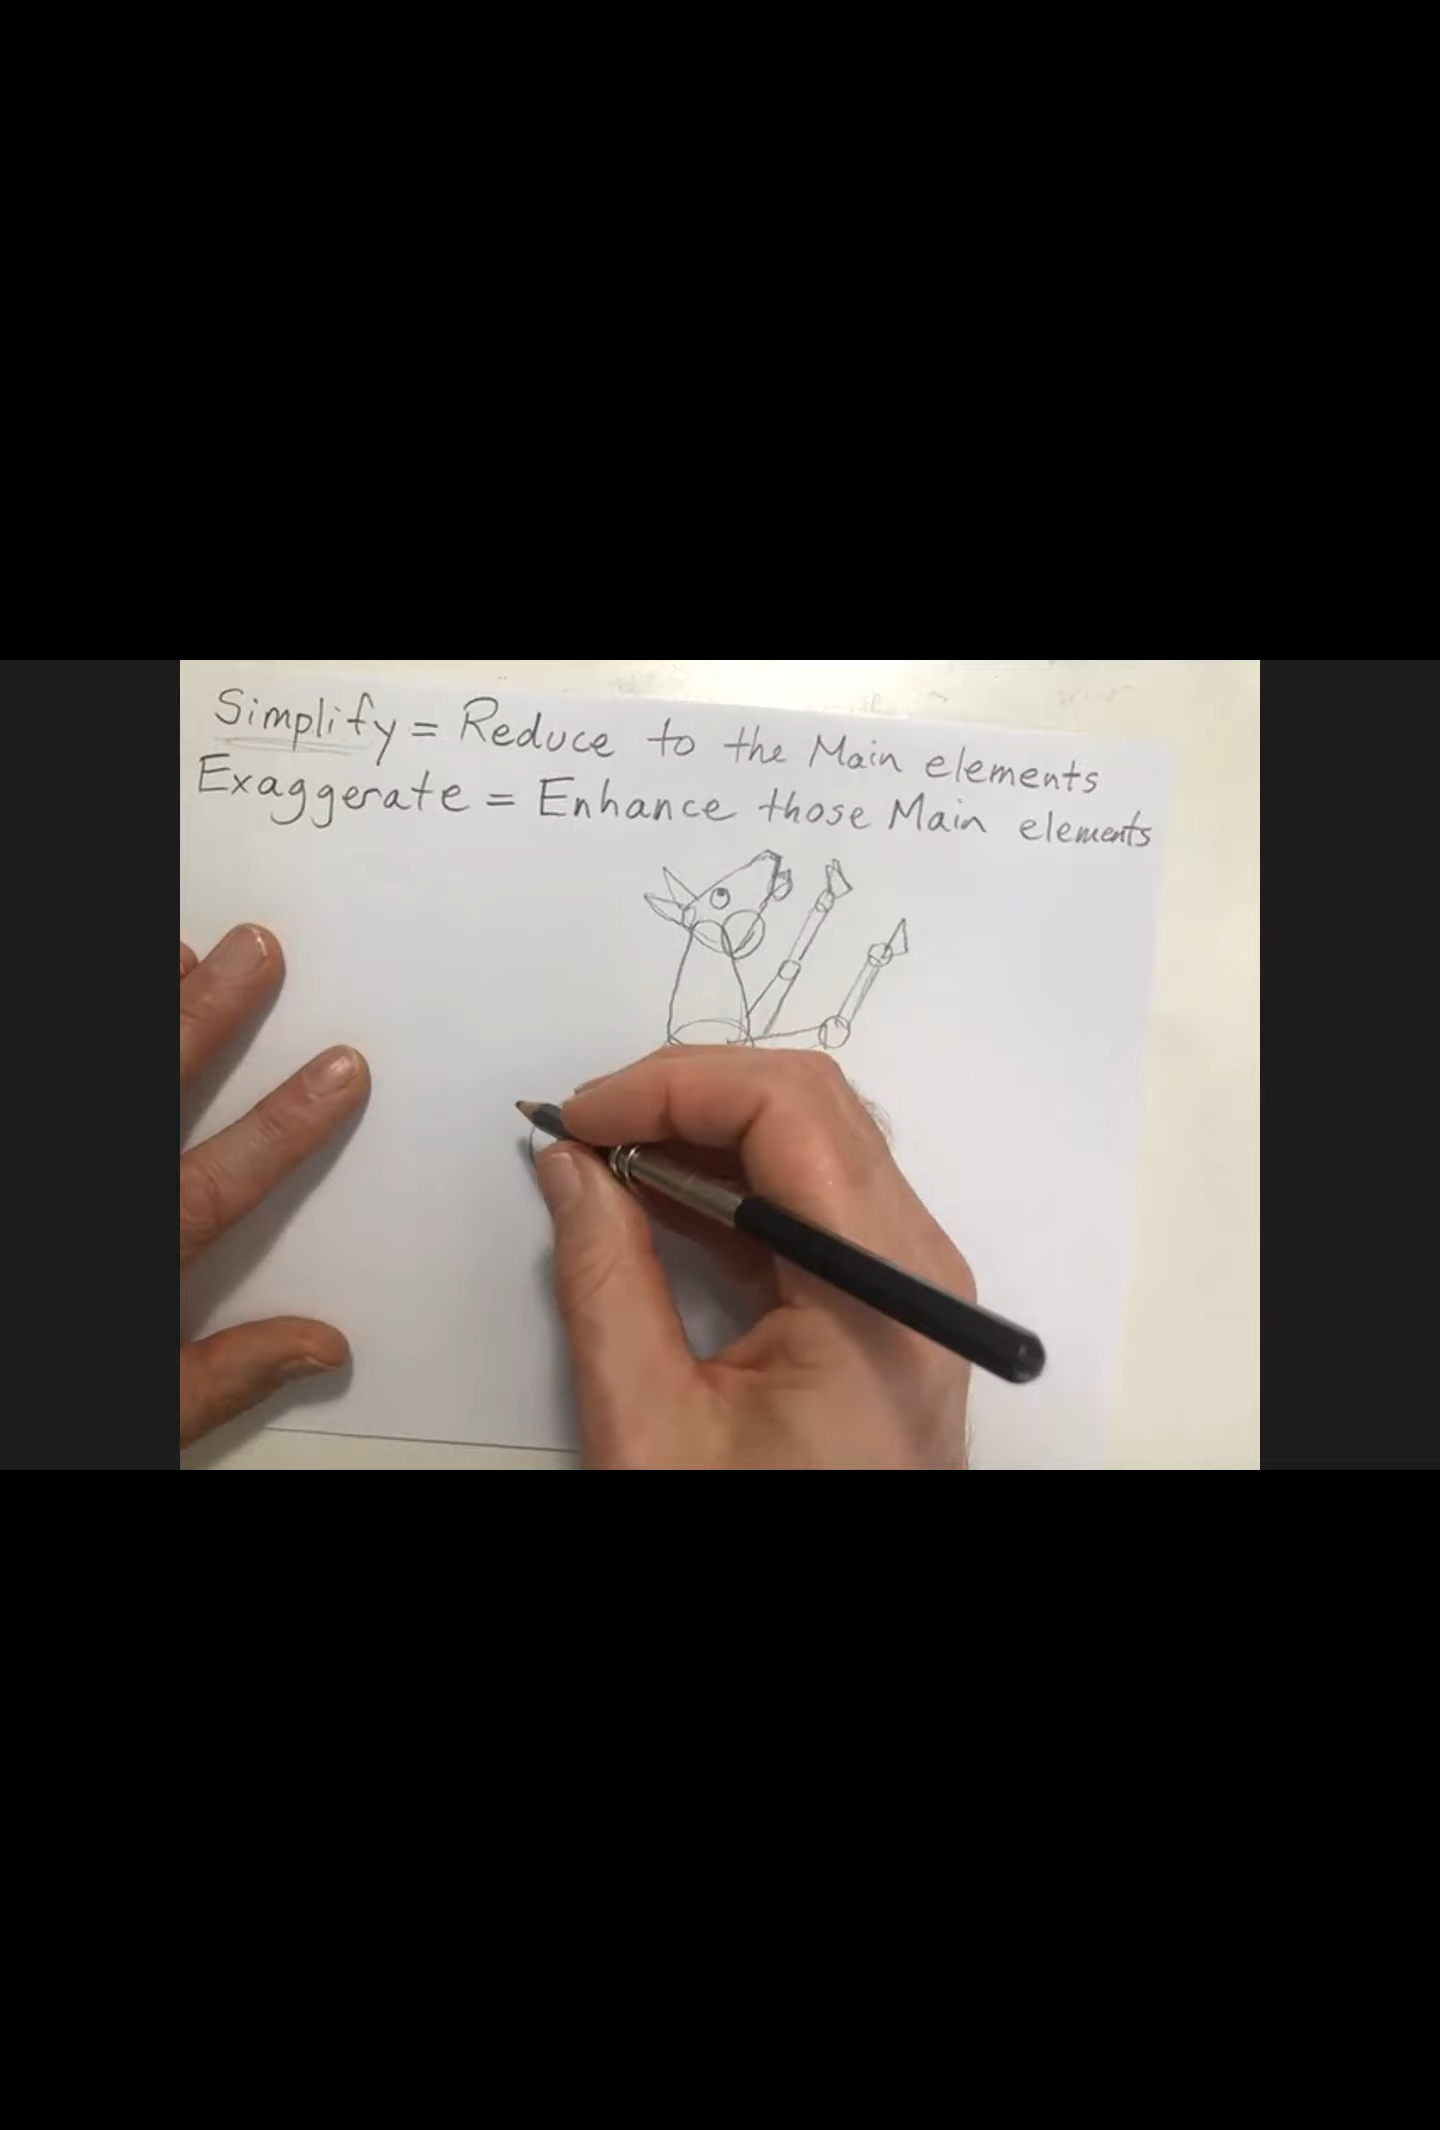 Simplify = Reduce to the Main elements
Exaggerate = Enhance those Main elements